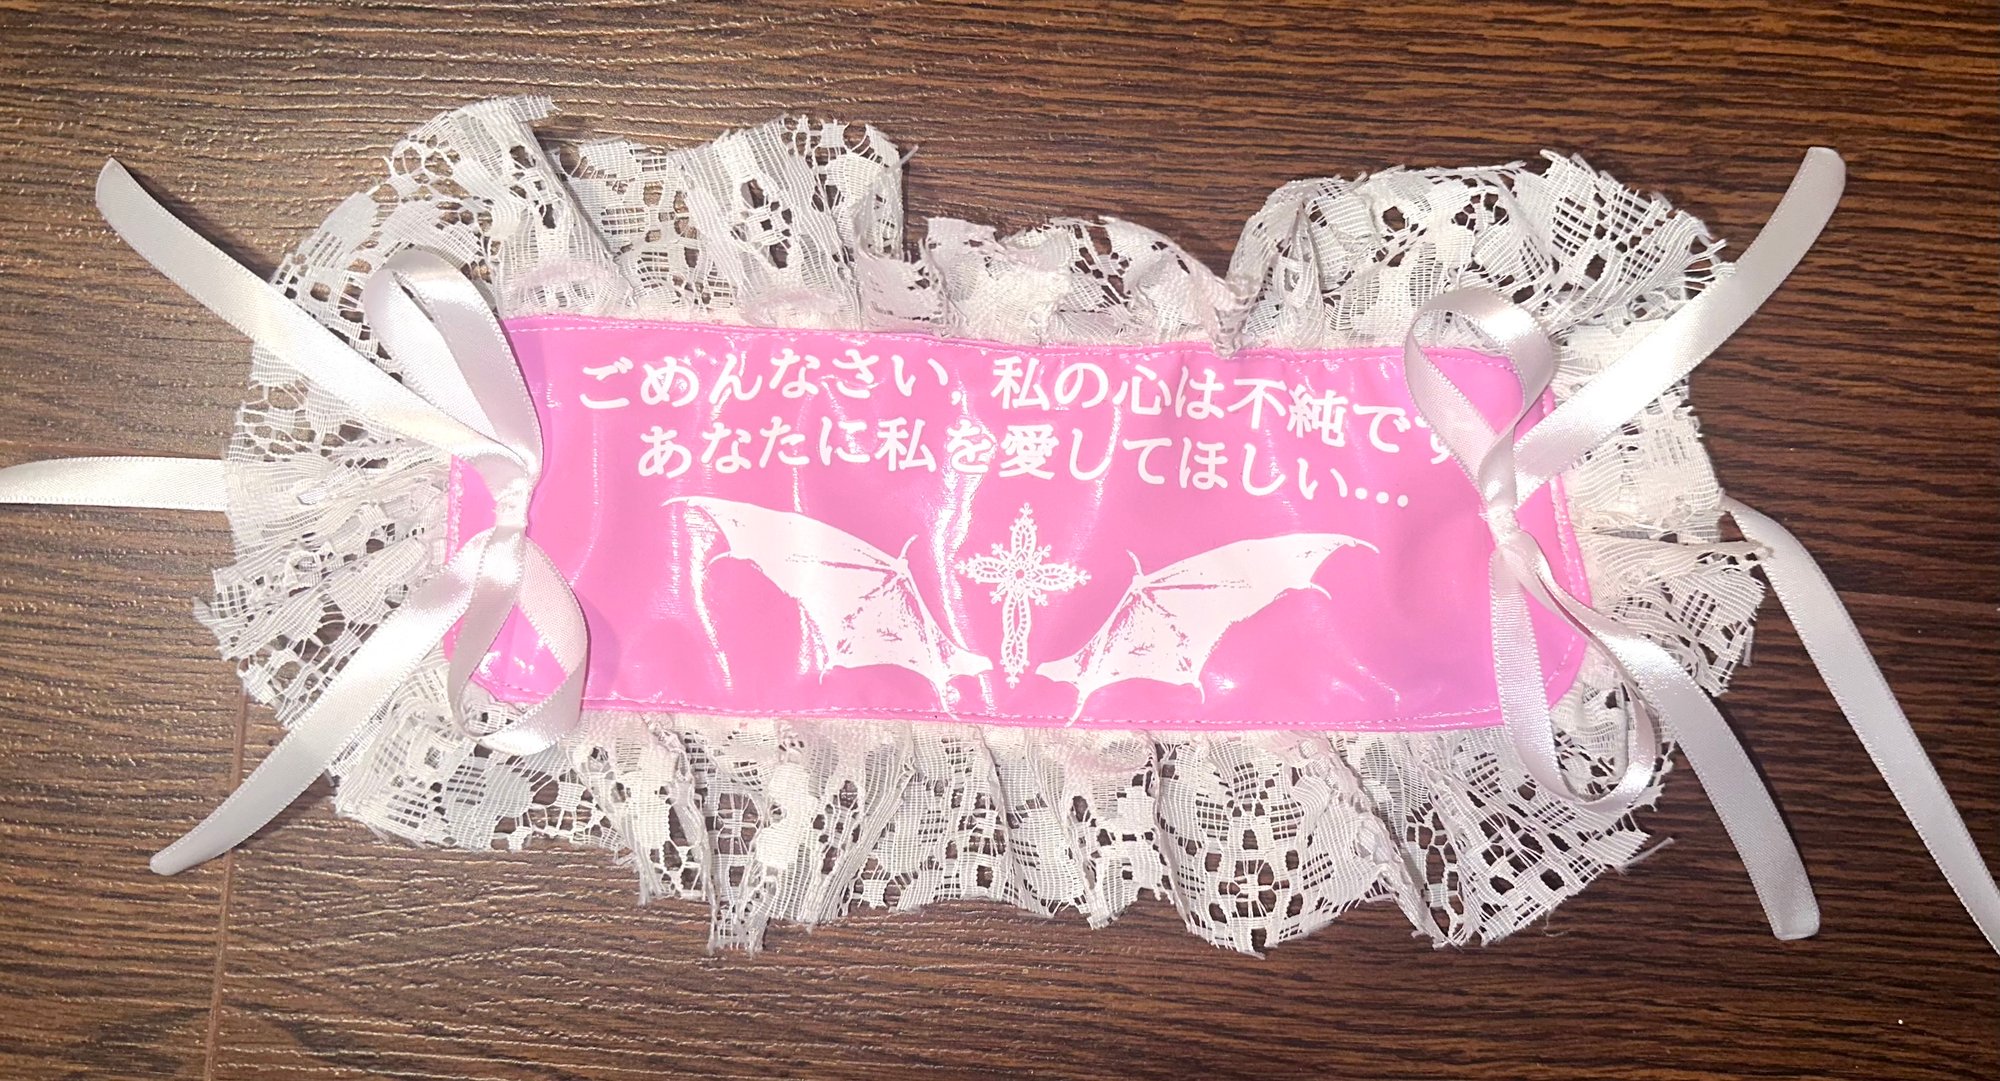 ごめんなさい, 私の心は不純です
あなたに私を愛してほしい...